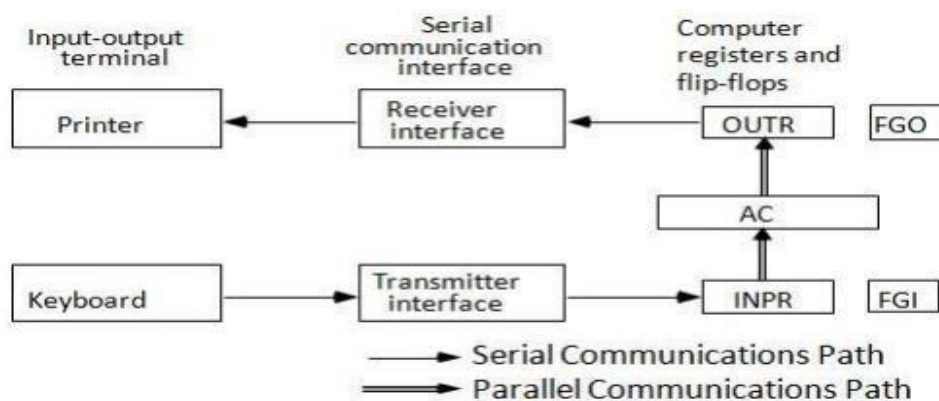 Input-output
terminal
Serial
communication
interface
Computer
registers and
flip-flops
Printer
Receiver
interface
OUTR
FGO
AC
Keyboard
Transmitter
interface
INPR
FGI
Serial Communications Path
Parallel Communications Path